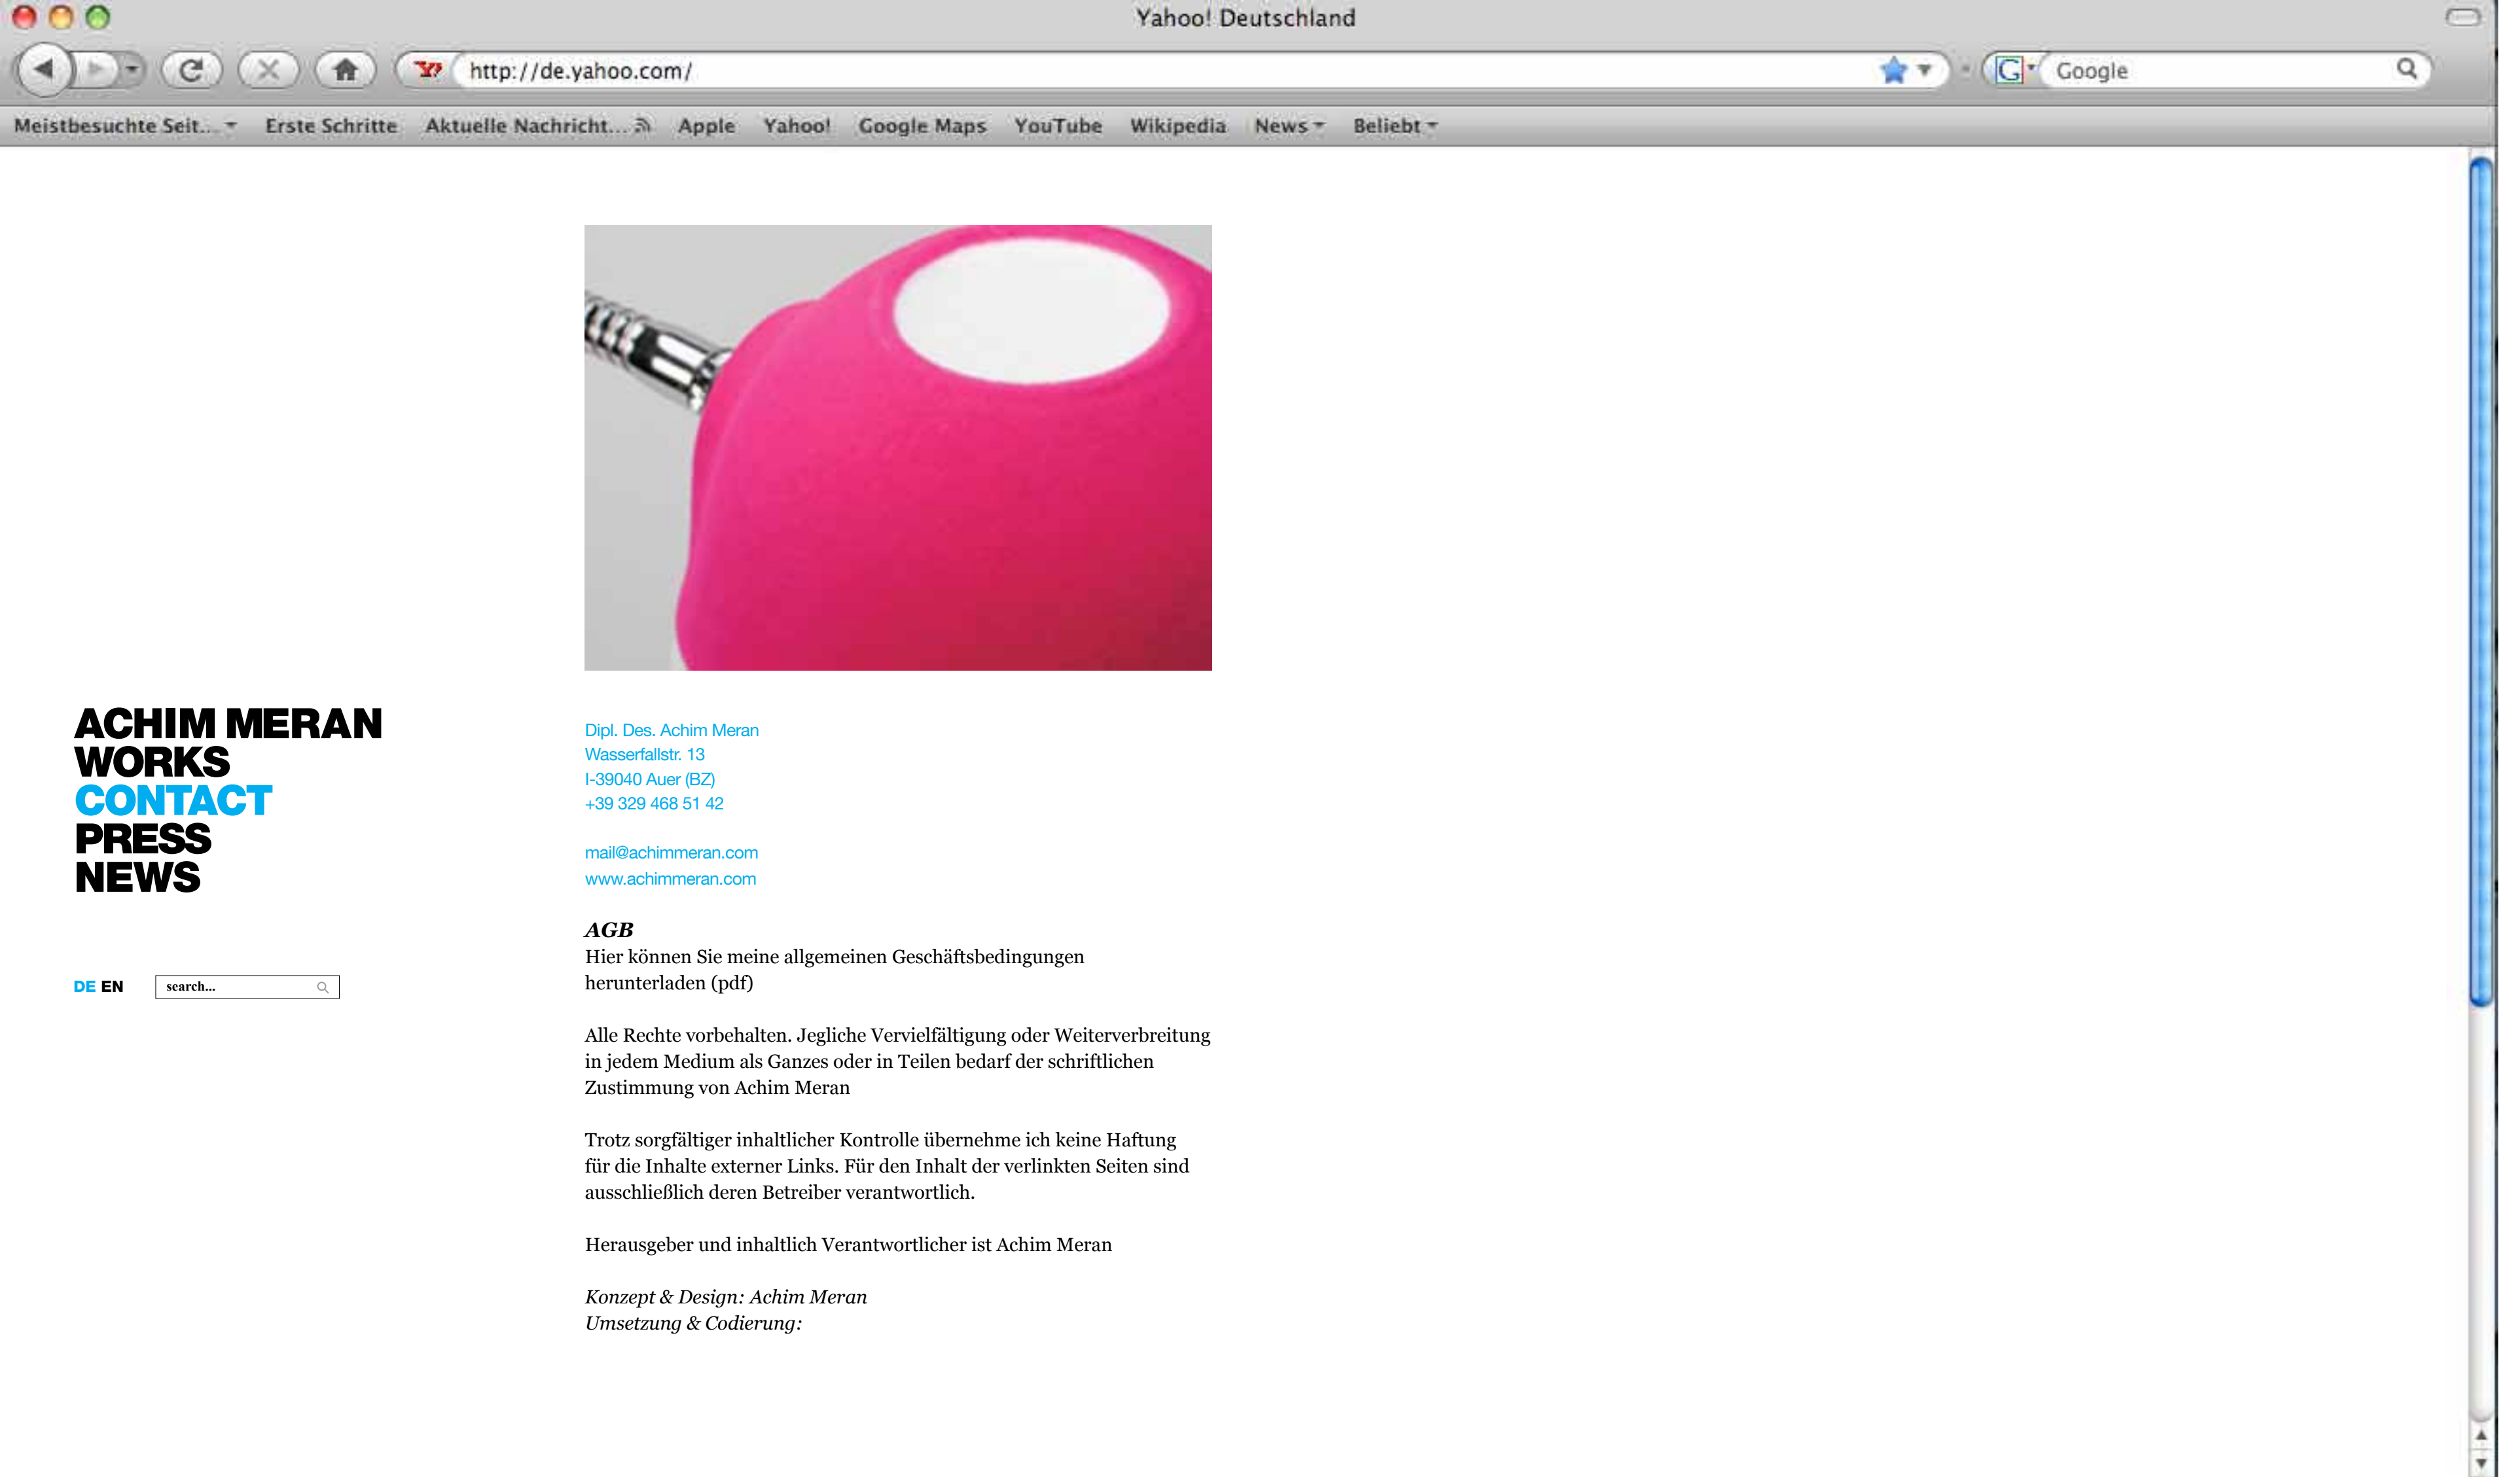 Yahoo! Deutschland
http://de.yahoo.com/
Google
Meistbesuchte Seit... Erste Schritte Aktuelle Nachricht... Apple Yahoo! Google Maps YouTube Wikipedia News Beliebt
ACHIM MERAN
WORKS
CONTACT
PRESS
NEWS
DE EN search...
Dipl. Des. Achim Meran
Wasserfallstr. 13
I-39040 Auer (BZ)
+39 329 468 51 42
mail@achimmeran.com
www.achimmeran.com
AGB
Hier können Sie meine allgemeinen Geschäftsbedingungen
herunterladen (pdf)
Alle Rechte vorbehalten. Jegliche Vervielfältigung oder Weiterverbreitung
in jedem Medium als Ganzes oder in Teilen bedarf der schriftlichen
Zustimmung von Achim Meran
Trotz sorgfältiger inhaltlicher Kontrolle übernehme ich keine Haftung
für die Inhalte externer Links. Für den Inhalt der verlinkten Seiten sind
ausschließlich deren Betreiber verantwortlich.
Herausgeber und inhaltlich Verantwortlicher ist Achim Meran
Konzept & Design: Achim Meran
Umsetzung & Codierung: